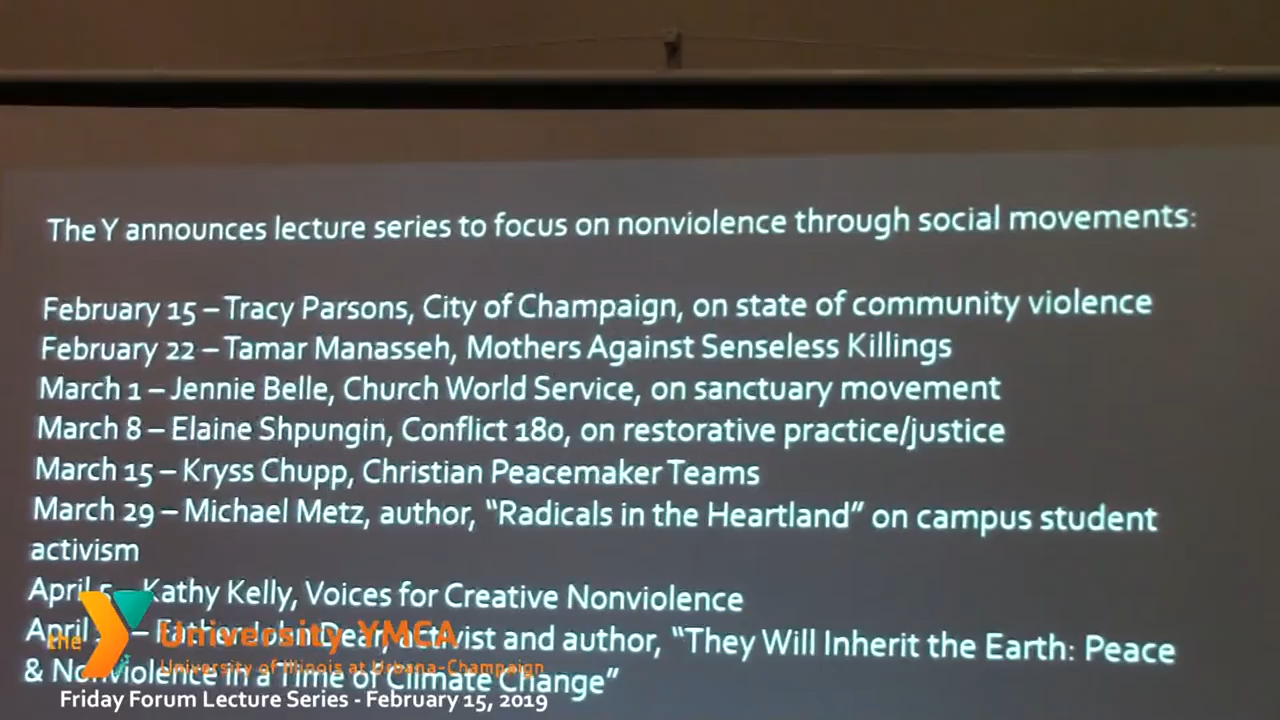 The Y announces lecture series to focus on nonviolence through social movements:
February 15 – Tracy Parsons, City of Champaign, on state of community violence
February 22 – Tamar Manasseh, Mothers Against Senseless Killings
March 1 – Jennie Belle, Church World Service, on sanctuary movement
March 8 – Elaine Shpungin, Conflict 180, on restorative practice/justice
March 15 – Kryss Chupp, Christian Peacemaker Teams
March 29 – Michael Metz, author, “Radicals in the Heartland” on campus student
activism
April 5 – Kathy Kelly, Voices for Creative Nonviolence
April – Father John Dear, activist and author, “They Will Inherit the Earth: Peace
& Nonviolence in a Time of Climate Change”
the University YMCA
University of Illinois at Urbana-Champaign
Friday Forum Lecture Series - February 15, 2019